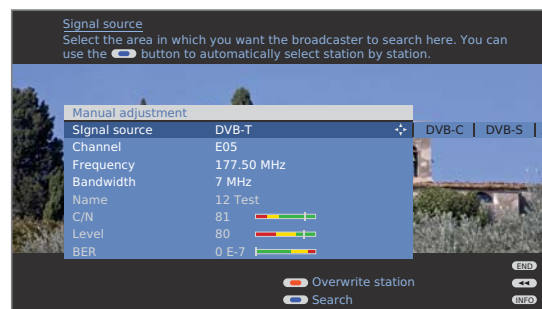 Signal source
Select the area in which you want the broadcaster to search here. You can
use the button to automatically select station by station.
Manual adjustment
SIgnal source DVB-T DVB-C DVB-S
Channel E05
Frequency 177.50 MHz
Bandwidth 7 MHz
Name 12 Test
C/N 81
Level 80
BER 0 E-7
END
Overwrite station
Search INFO